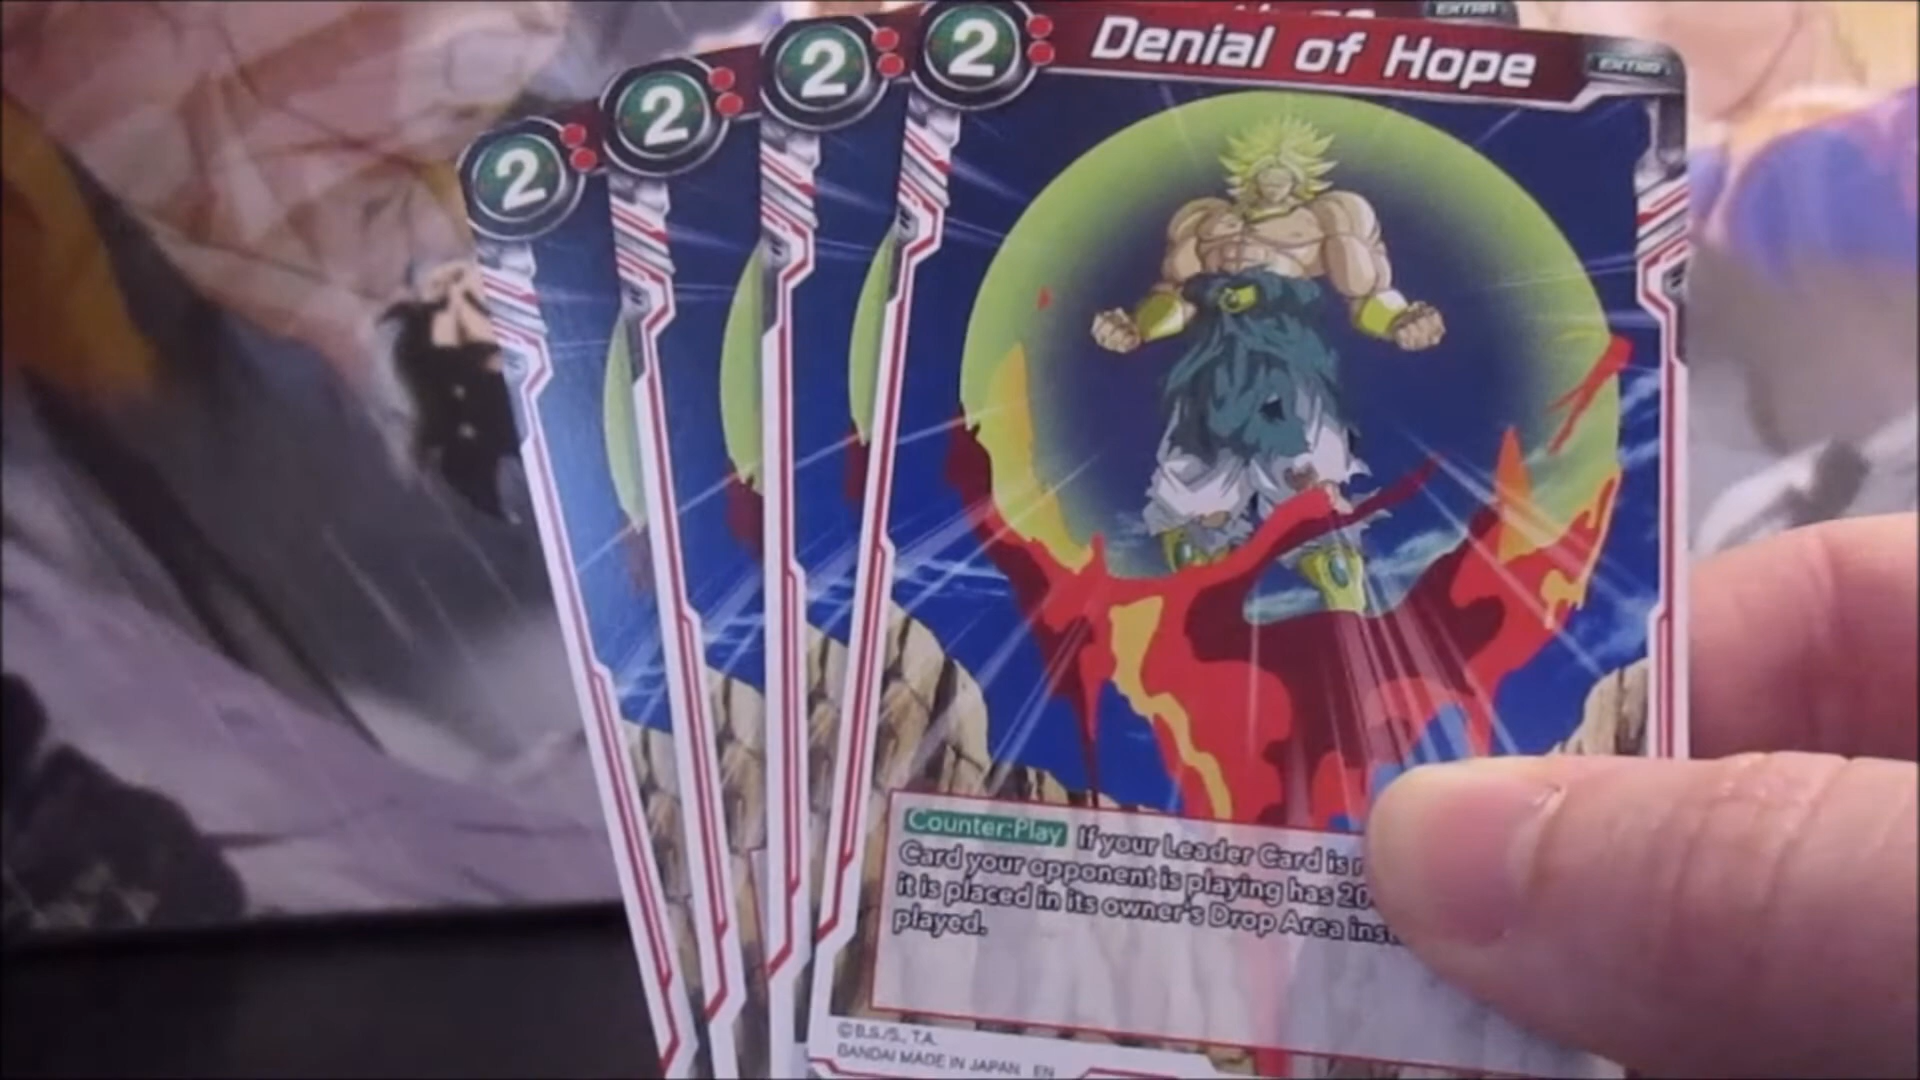 2 2 2 2 Denial of Hope EXTRA
EXTRA
Counter:Play If your Leader Card is
Card your opponent is playing has 20
it is placed in its owner's Drop Area
played.
©B.S./S., T.A.
BANDAI MADE IN JAPAN EN